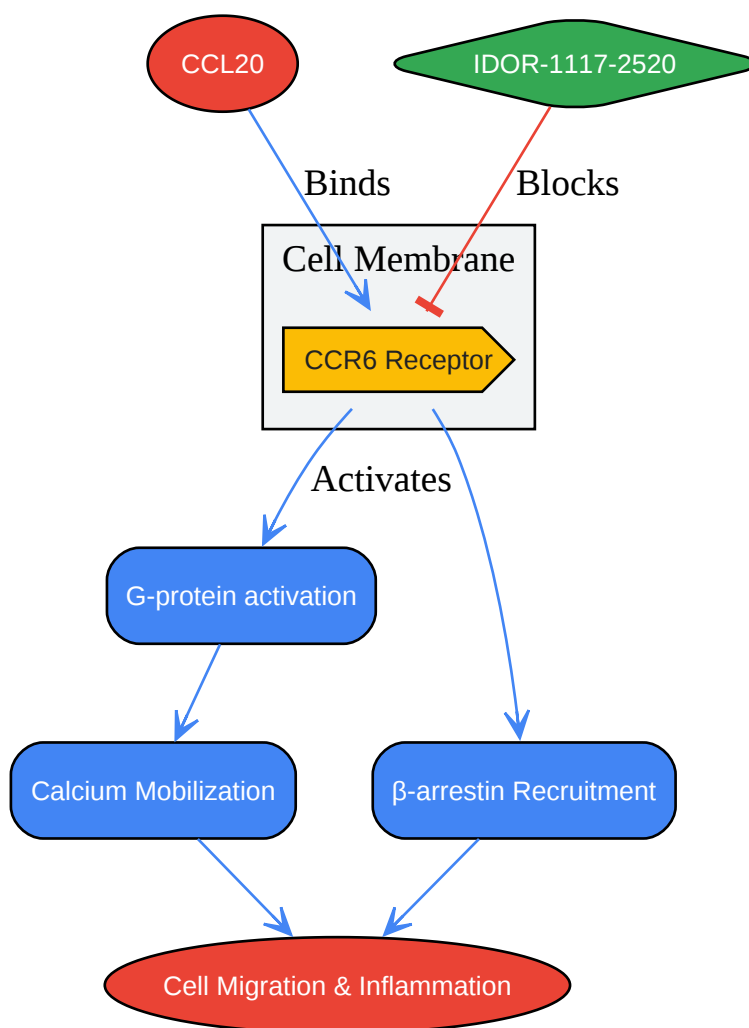 CCL20
IDOR-1117-2520
Binds
Blocks
Cell Membrane
CCR6 Receptor
Activates
G-protein activation
Calcium Mobilization
β-arrestin Recruitment
Cell Migration & Inflammation